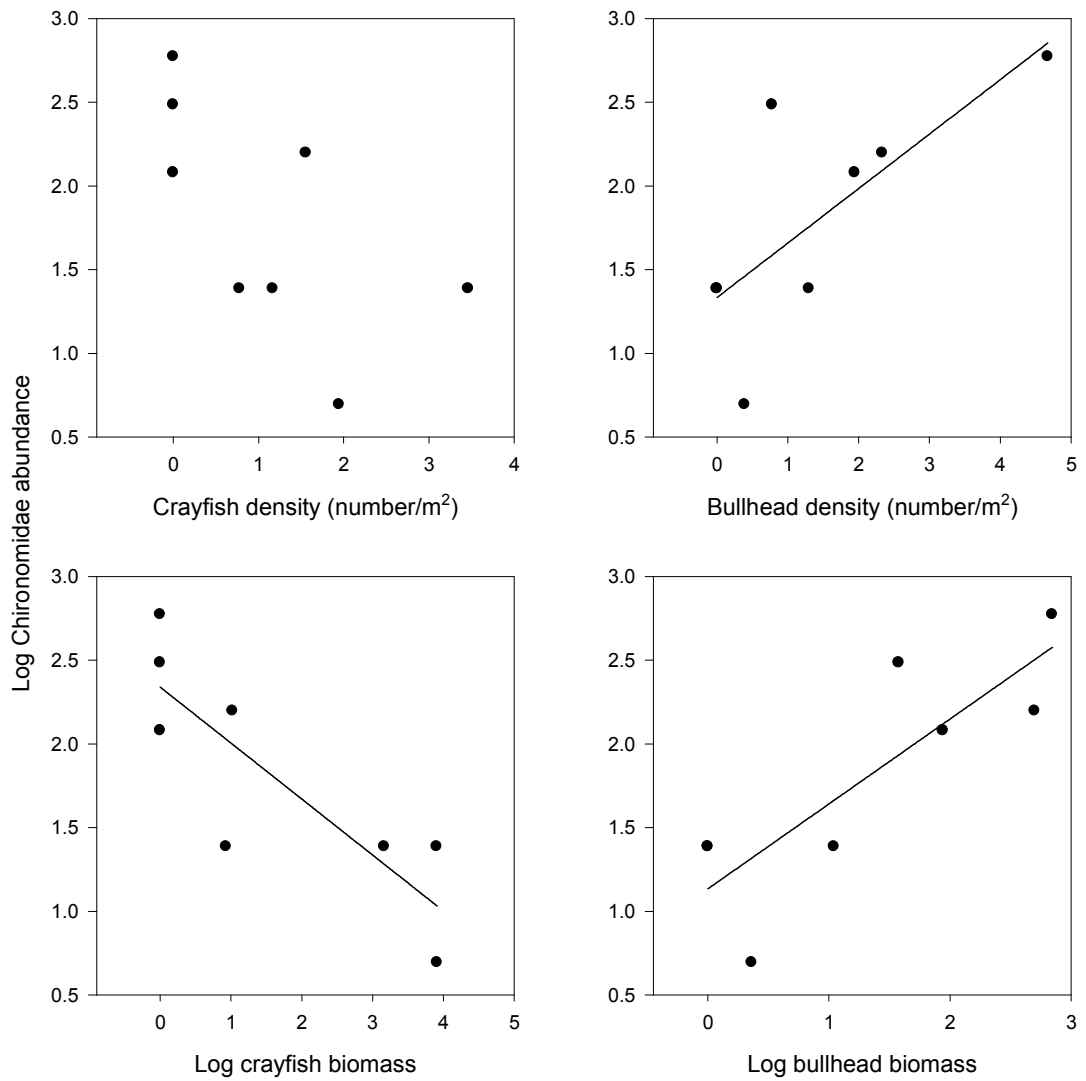 Log Chironomidae abundance
3.0
2.5
2.0
1.5
1.0
0.5
0 1 2 3 4
Crayfish density (number/m²)
3.0
2.5
2.0
1.5
1.0
0.5
0 1 2 3 4 5
Bullhead density (number/m²)
3.0
2.5
2.0
1.5
1.0
0.5
0 1 2 3 4 5
Log crayfish biomass
3.0
2.5
2.0
1.5
1.0
0.5
0 1 2 3
Log bullhead biomass